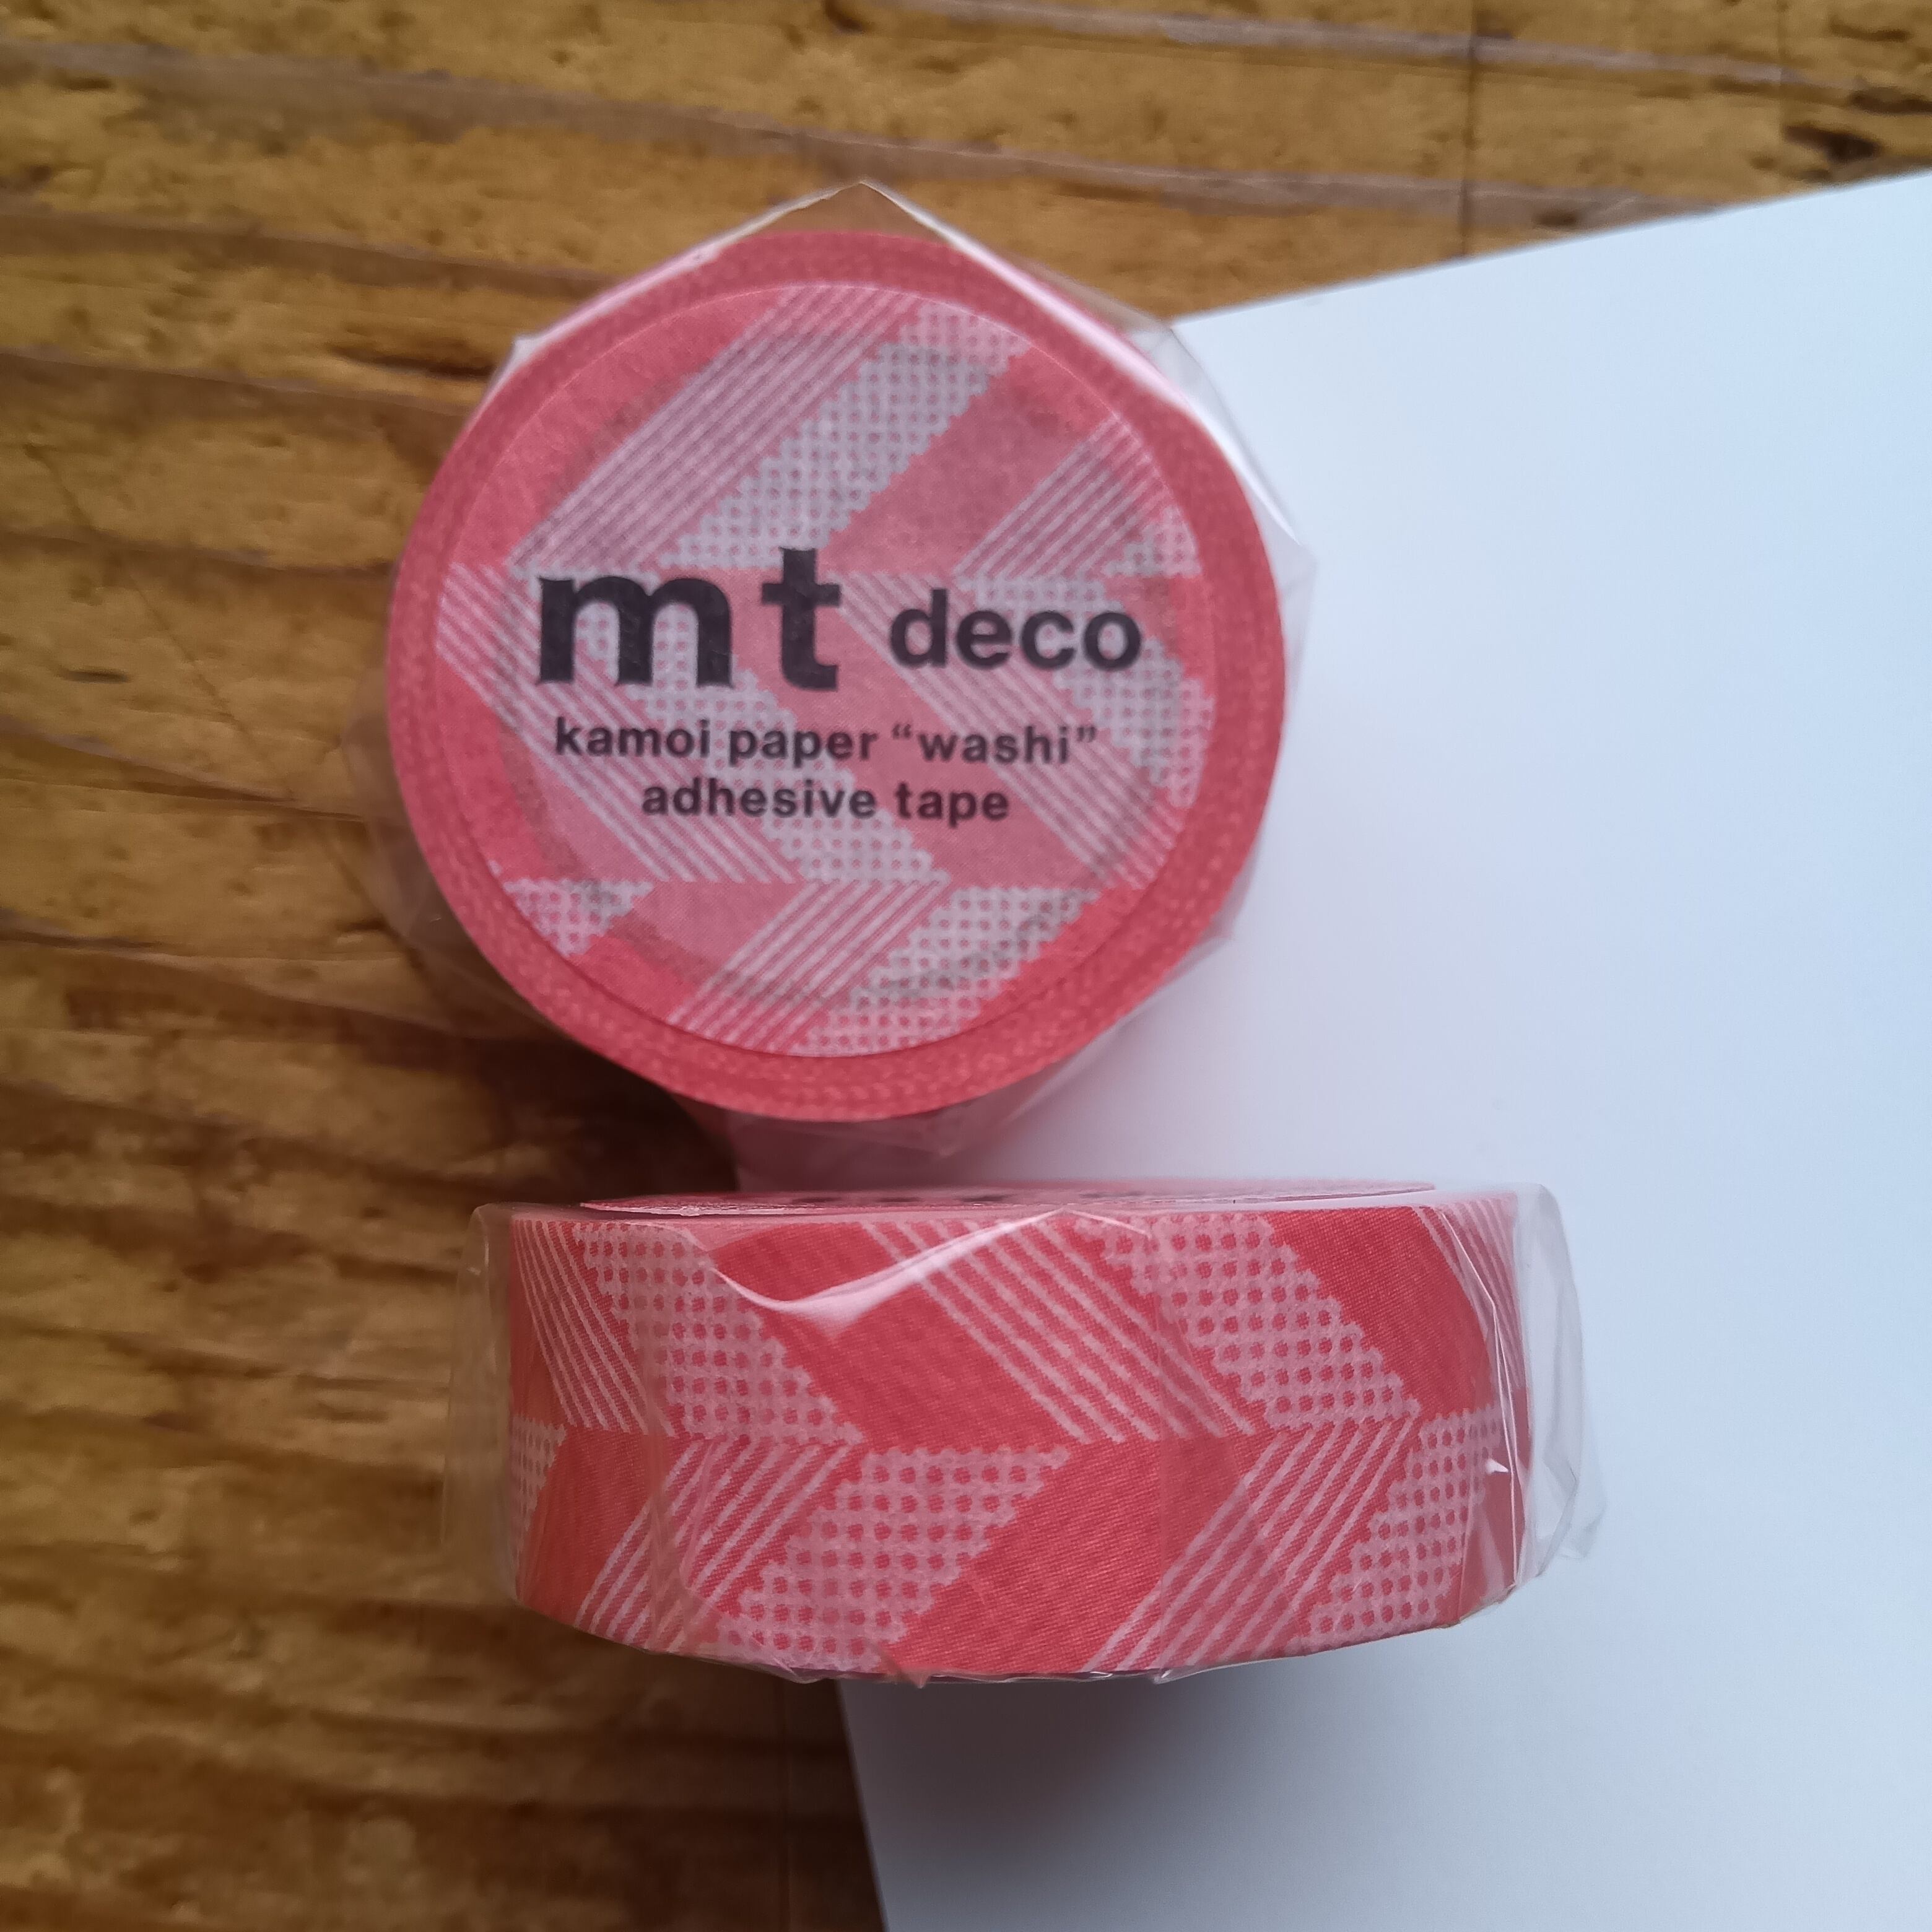 mt deco
kamoi paper “washi”
adhesive tape